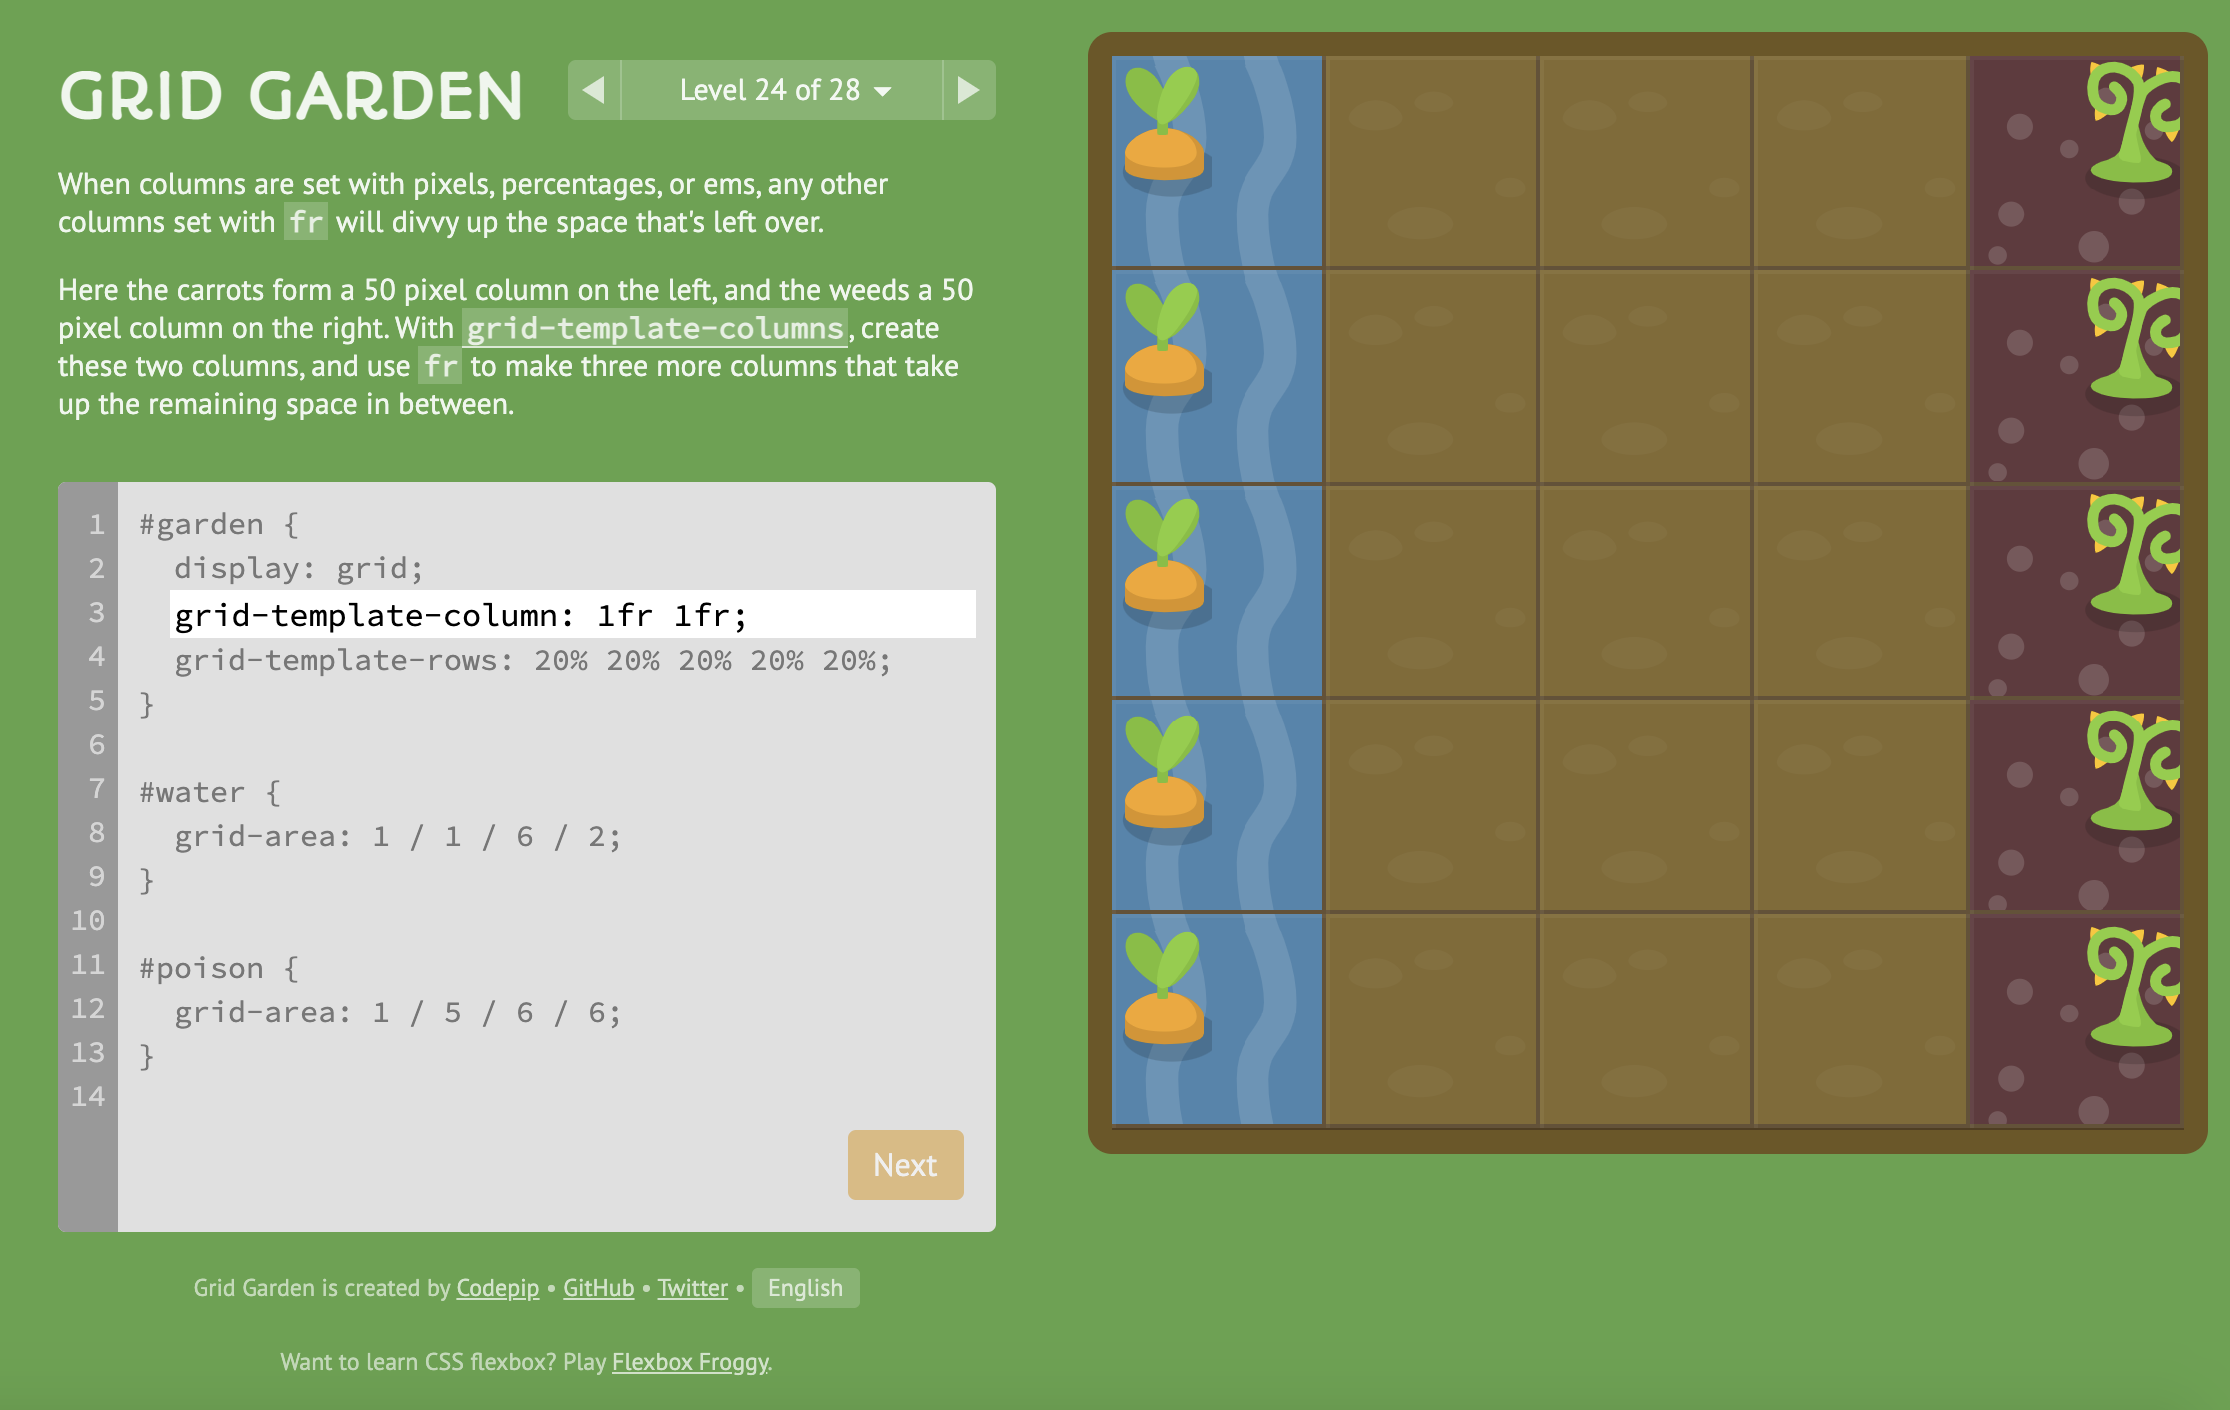 GRID GARDEN
Level 24 of 28
When columns are set with pixels, percentages, or ems, any other
columns set with fr will divvy up the space that's left over.
Here the carrots form a 50 pixel column on the left, and the weeds a 50
pixel column on the right. With grid-template-columns, create
these two columns, and use fr to make three more columns that take
up the remaining space in between.
1 #garden {
2 display: grid;
3 grid-template-column: 1fr 1fr;
4 grid-template-rows: 20% 20% 20% 20% 20%;
5 }
6
7 #water {
8 grid-area: 1 / 1 / 6 / 2;
9 }
10
11 #poison {
12 grid-area: 1 / 5 / 6 / 6;
13 }
14
Next
Grid Garden is created by Codepip • GitHub • Twitter • English
Want to learn CSS flexbox? Play Flexbox Froggy.